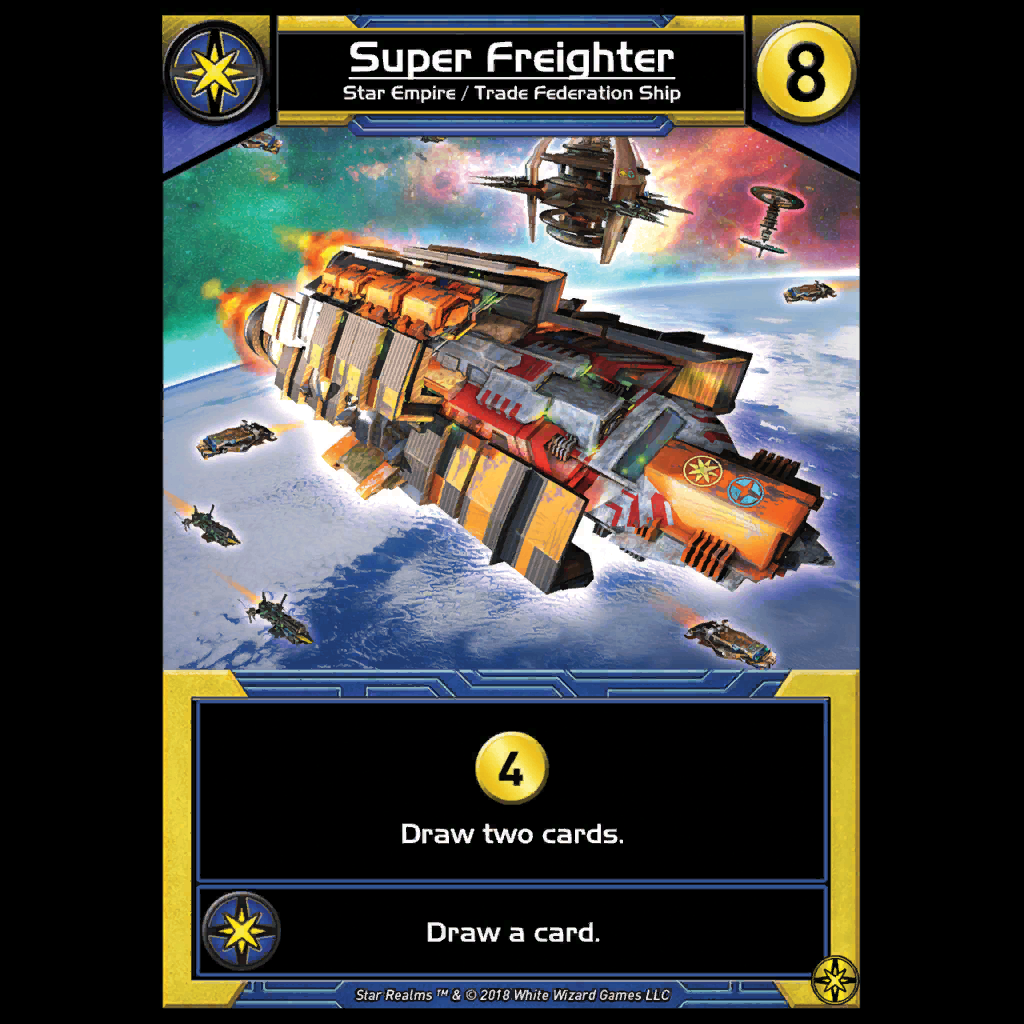 Super Freighter
8
Star Empire / Trade Federation Ship
4
Draw two cards.
Draw a card.
Star Realms ™ & © 2018 White Wizard Games LLC